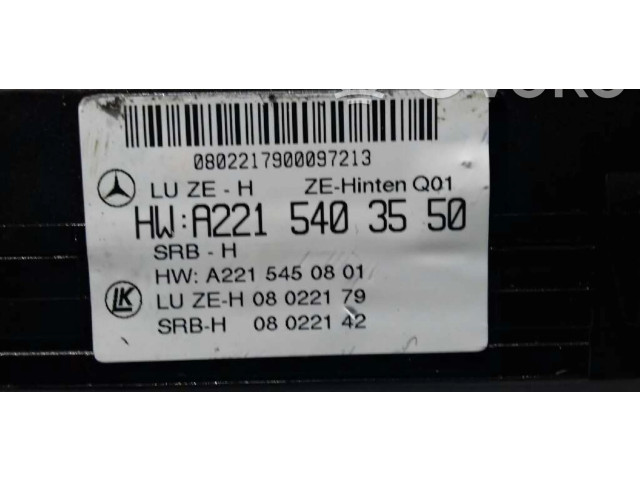 0802217900097213
LU ZE - H ZE-Hinten Q01
HW:A221 540 35 50
SRB - H
HW: A221 545 08 01
LK
LU ZE-H 08 0221 79
SRB-H 08 0221 42